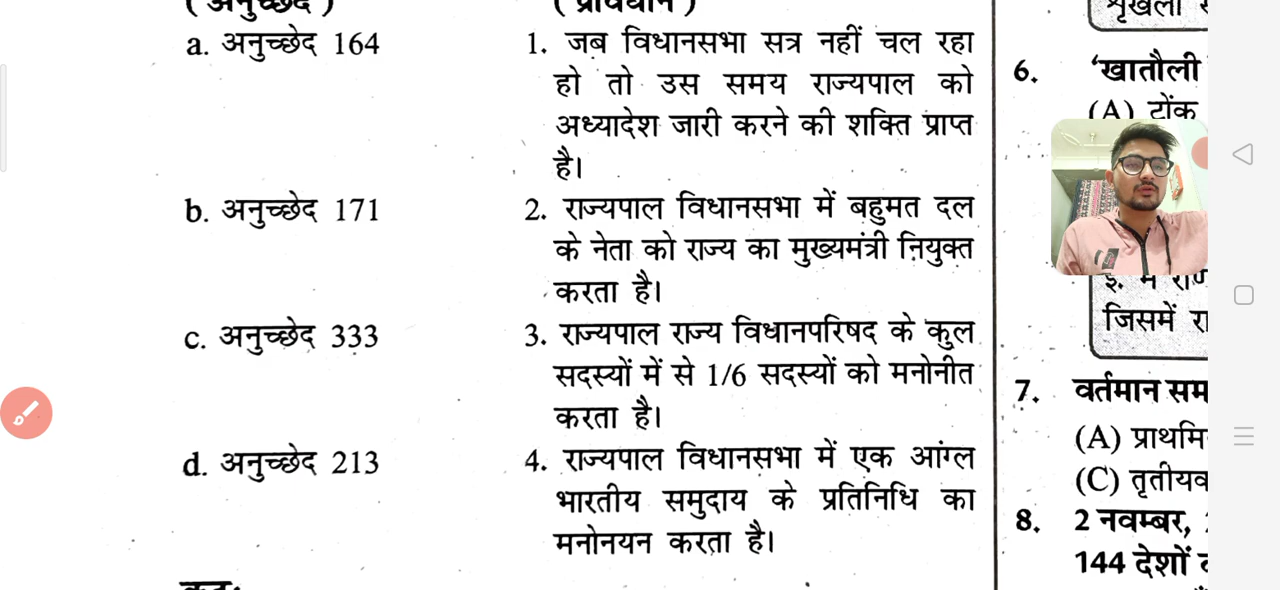 ( अनुच्छेद )
( प्रावधान )
a. अनुच्छेद 164
1. जब विधानसभा सत्र नहीं चल रहा
हो तो उस समय राज्यपाल को
अध्यादेश जारी करने की शक्ति प्राप्त
है।
b. अनुच्छेद 171
2. राज्यपाल विधानसभा में बहुमत दल
के नेता को राज्य का मुख्यमंत्री नियुक्त
करता है।
c. अनुच्छेद 333
3. राज्यपाल राज्य विधानपरिषद के कुल
सदस्यों में से 1/6 सदस्यों को मनोनीत
करता है।
d. अनुच्छेद 213
4. राज्यपाल विधानसभा में एक आंग्ल
भारतीय समुदाय के प्रतिनिधि का
मनोनयन करता है।
शृंखला
6. ‘खातौली
(A) टोंक
ई. में
जिसमें
7. वर्तमान
(A)
(C)
8. 2 नवम्बर,
144 देशों